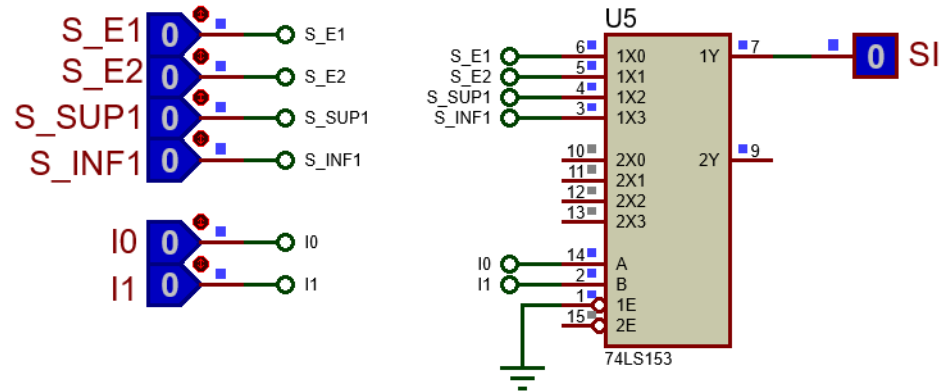 S_E1 0 S_E1
S_E2 0 S_E2
S_SUP1 0 S_SUP1
S_INF1 0 S_INF1
I0 0 I0
I1 0 I1
U5
S_E1 6 1X0 1Y 7 0 SI
S_E2 5 1X1
S_SUP1 4 1X2
S_INF1 3 1X3
10 2X0 2Y 9
11 2X1
12 2X2
13 2X3
I0 14 A
I1 2 B
1 1E
15 2E
74LS153